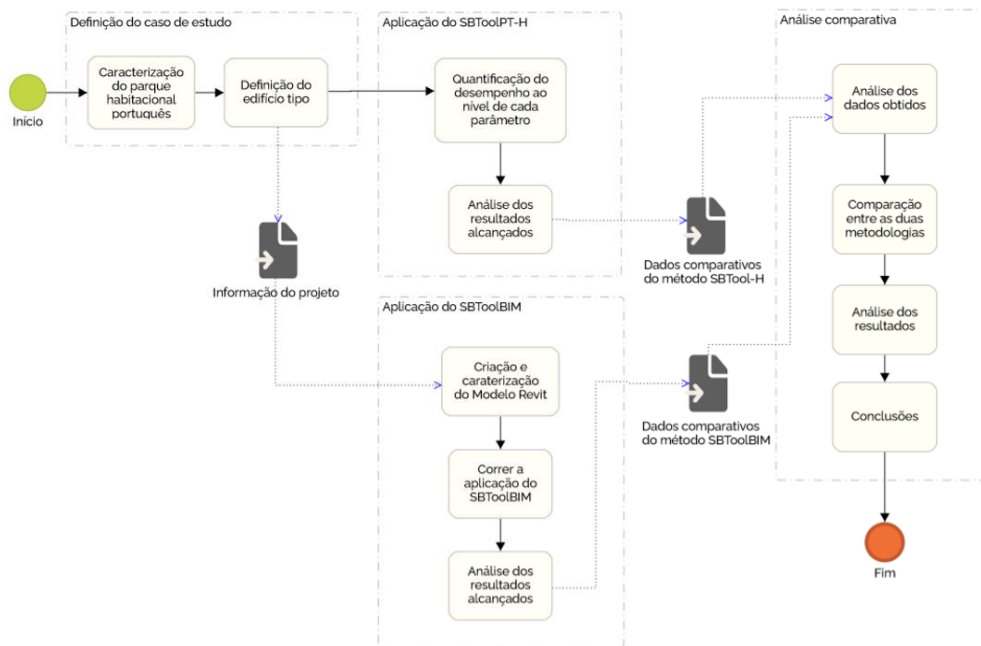 Definição do caso de estudo
Início
Caracterização
do parque
habitacional
português
Definição do
edifício tipo
Informação do projeto
Aplicação do SBToolPT-H
Quantificação do
desempenho ao
nível de cada
parâmetro
Análise dos
resultados
alcançados
Dados comparativos
do método SBTool-H
Aplicação do SBToolBIM
Criação e
caraterização
do Modelo Revit
Correr a
aplicação do
SBToolBIM
Análise dos
resultados
alcançados
Dados comparativos
do método SBToolBIM
Análise comparativa
Análise dos
dados obtidos
Comparação
entre as duas
metodologias
Análise dos
resultados
Conclusões
Fim